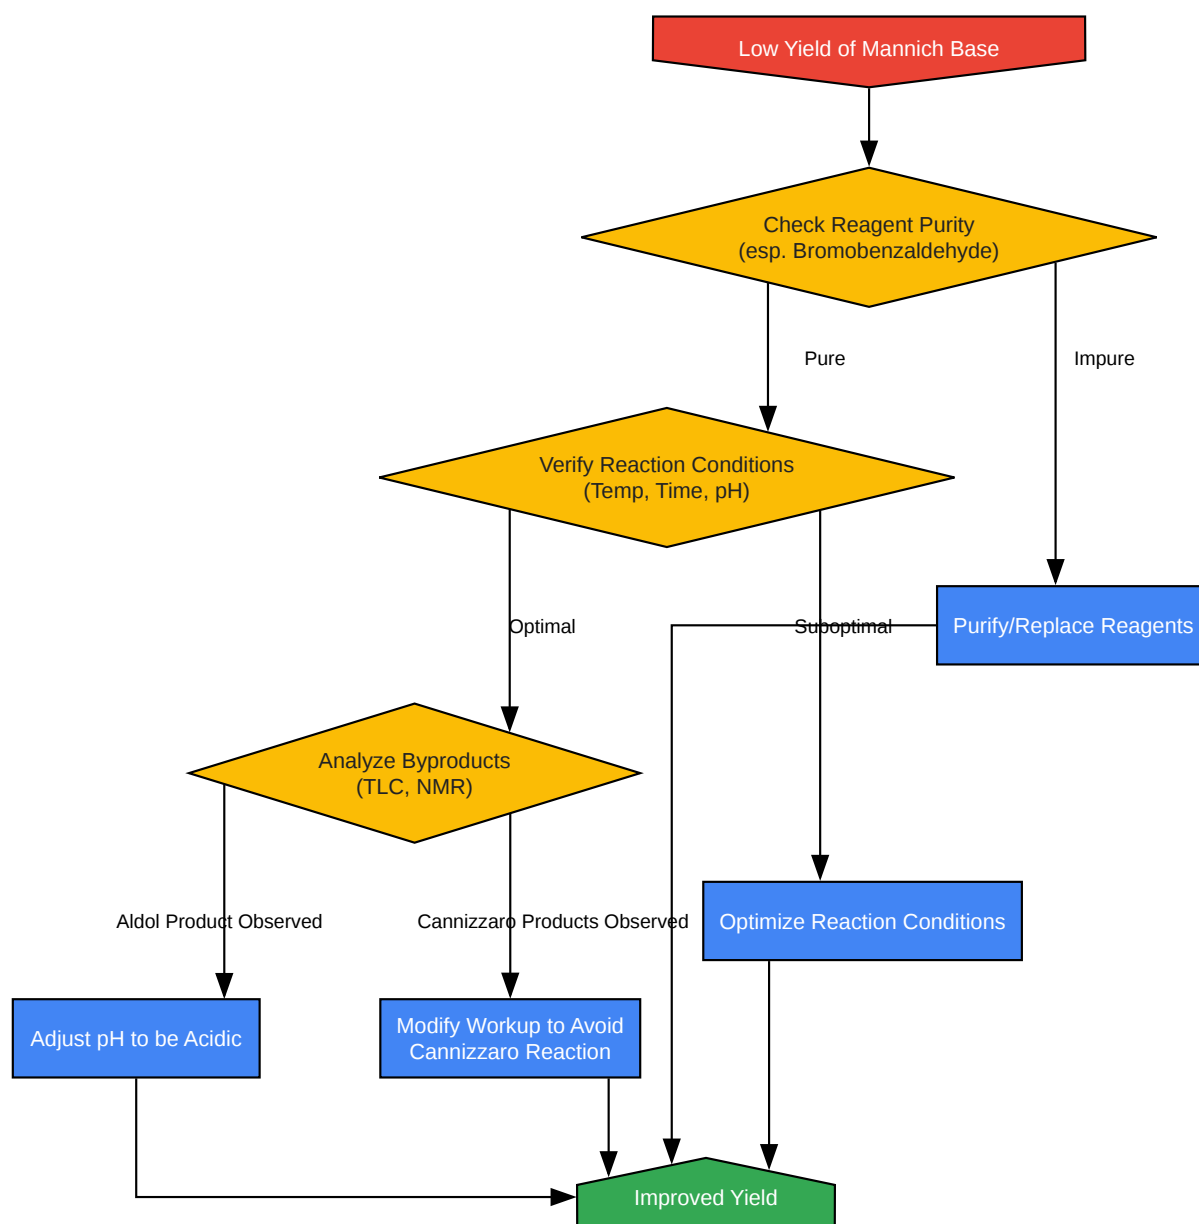 Low Yield of Mannich Base
Check Reagent Purity
(esp. Bromobenzaldehyde)
Pure
Impure
Verify Reaction Conditions
(Temp, Time, pH)
Optimal
Suboptimal
Purify/Replace Reagents
Analyze Byproducts
(TLC, NMR)
Aldol Product Observed
Cannizzaro Products Observed
Optimize Reaction Conditions
Adjust pH to be Acidic
Modify Workup to Avoid
Cannizzaro Reaction
Improved Yield